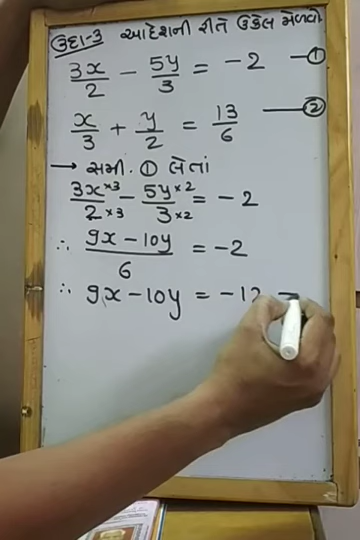 ઉદા-૩ આદેશની રીતે ઉકેલ મેળવો.
3x/2 - 5y/3 = -2 —①
x/3 + y/2 = 13/6 —②
→ સમી. ① લેતાં
3x×3/2×3 - 5y×2/3×2 = -2
∴ 9x-10y/6 = -2
∴ 9x-10y = -12